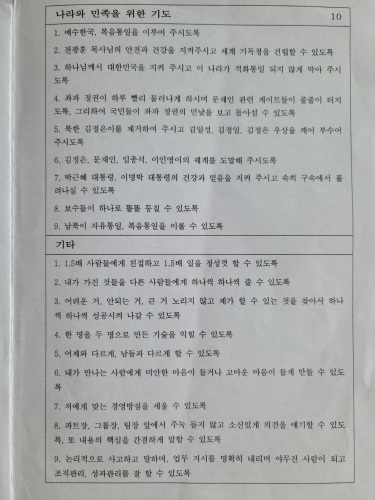 나라와 민족을 위한 기도 10
1. 예수한국, 복음통일을 이루어 주시도록
2. 전광훈 목사님의 안전과 건강을 지켜주시고 세계 기독청을 건립할 수 있도록
3. 하나님께서 대한민국을 지켜 주시고 이 나라가 적화통일 되지 않게 막아 주시
도록
4. 좌파 정권이 하루 빨리 물러나게 하시며 문재인 관련 게이트들이 줄줄이 터지
도록, 그리하여 국민들이 좌파 정권의 민낯을 보고 돌아설 수 있도록
5. 북한 김정은이를 제거하여 주시고 김일성, 김정일, 김정은 우상을 깨어 부수어
주시도록
6. 김정은, 문재인, 임종석, 이인영이의 궤계를 도말해 주시도록
7. 박근혜 대통령, 이명박 대통령의 건강과 믿음을 지켜 주시고 속히 구속에서 풀
려나실 수 있도록
8. 보수들이 하나로 똘똘 뭉칠 수 있도록
9. 남북이 자유통일, 복음통일을 이룰 수 있도록
기타
1. 1.5배 사람들에게 친절하고 1.5배 일을 정성껏 할 수 있도록
2. 내가 가진 것들을 다른 사람들에게 하나씩 하나씩 줄 수 있도록
3. 어려운 거, 안되는 거, 큰 거 노리지 않고 제가 할 수 있는 것을 찾아서 하나
씩 하나씩 성공시켜 나갈 수 있도록
4. 한 명을 두 명으로 만든 기술을 익힐 수 있도록
5. 어제와 다르게, 남들과 다르게 할 수 있도록
6. 내가 만나는 사람에게 미안한 마음이 들거나 고마운 마음이 들게 만들 수 있도
록
7. 저에게 맞는 경영방침을 세울 수 있도록
8. 파트장, 그룹장, 팀장 앞에서 주눅 들지 않고 소신있게 의견을 얘기할 수 있도
록, 또 내용의 핵심을 간결하게 말할 수 있도록
9. 논리적으로 사고하고 말하며, 업무 지시를 명확히 내리며 야무진 사람이 되고
조직관리, 성과관리를 잘 할 수 있도록